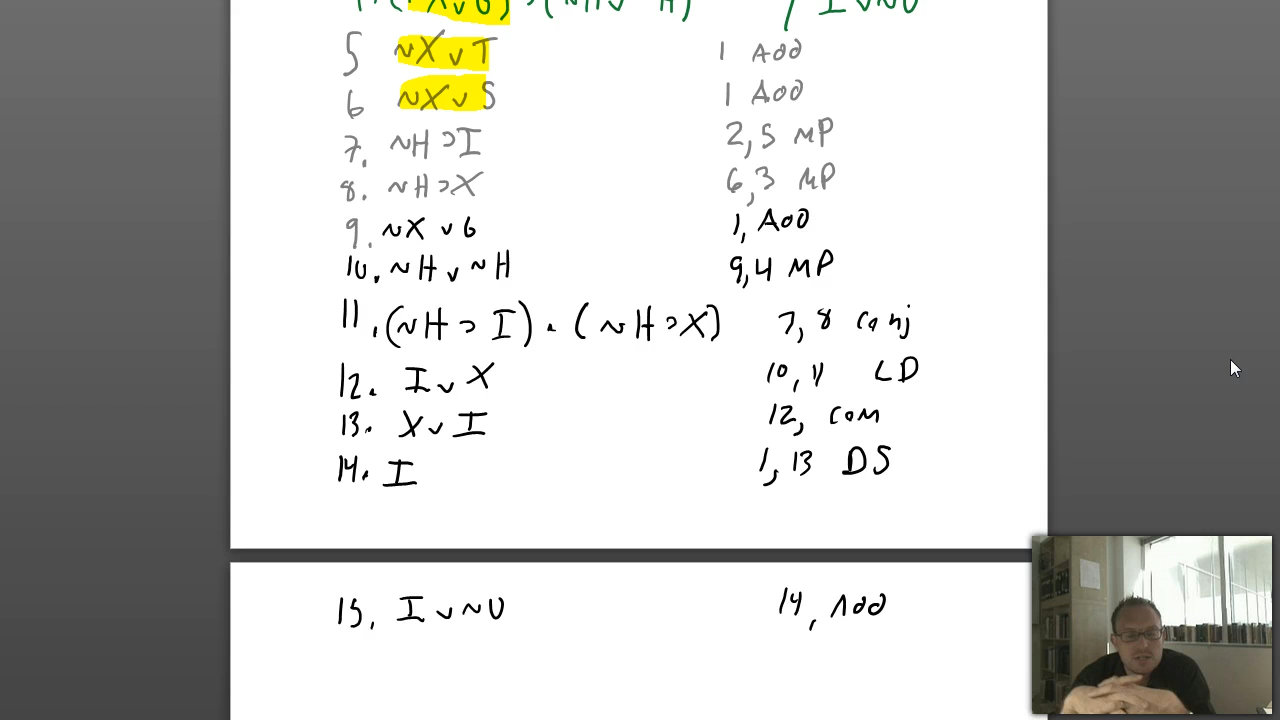 (~X v G) ⊃ (~H v ~H) / I v ~U
5 ~X v T 1 ADD
6 ~X v S 1 ADD
7. ~H ⊃ I 2, 5 MP
8. ~H ⊃ X 6, 3 MP
9. ~X v G 1, ADD
10. ~H v ~H 9, 4 MP
11. (~H ⊃ I) • (~H ⊃ X) 7, 8 conj
12. I v X 10, 11 CD
13. X v I 12, com
14. I 1, 13 DS
15. I v ~U 14, ADD